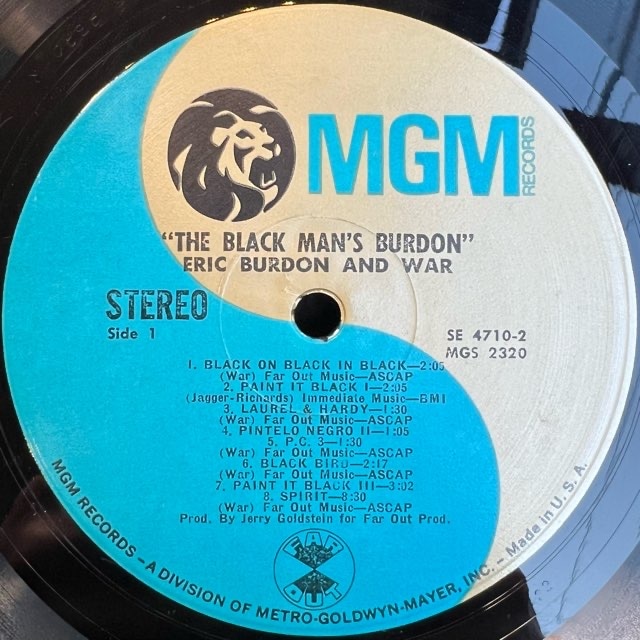 MGM
RECORDS
"THE BLACK MAN'S BURDON"
ERIC BURDON AND WAR
STEREO
Side 1
SE 4710-2
MGS 2320
1. BLACK ON BLACK IN BLACK—2:05
(War) Far Out Music—ASCAP
2. PAINT IT BLACK I—2:05
(Jagger-Richards) Immediate Music—BMI
3. LAUREL & HARDY—1:30
(War) Far Out Music—ASCAP
4. PINTELO NEGRO II—1:05
5. P.C. 3—1:30
(War) Far Out Music—ASCAP
6. BLACK BIRD—2:17
(War) Far Out Music—ASCAP
7. PAINT IT BLACK III—3:02
8. SPIRIT—8:30
(War) Far Out Music—ASCAP
Prod. By Jerry Goldstein for Far Out Prod.
FAR
OUT
MGM RECORDS – A DIVISION OF METRO-GOLDWYN-MAYER, INC. – Made in U. S. A.